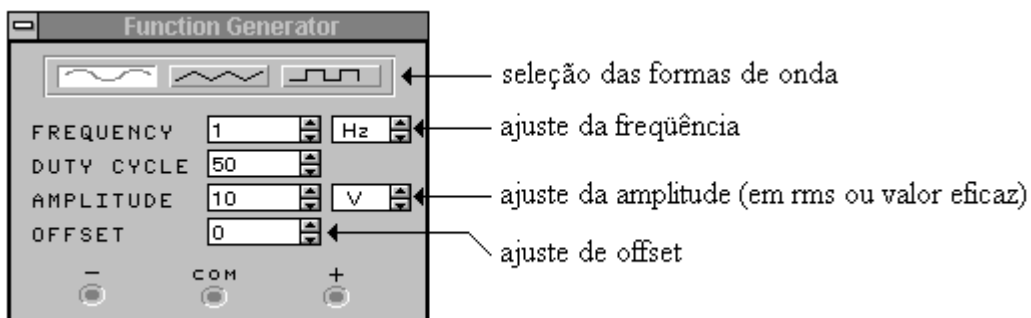 Function Generator
seleção das formas de onda
FREQUENCY 1 Hz ajuste da freqüência
DUTY CYCLE 50
AMPLITUDE 10 V ajuste da amplitude (em rms ou valor eficaz)
OFFSET 0
ajuste de offset
− COM +